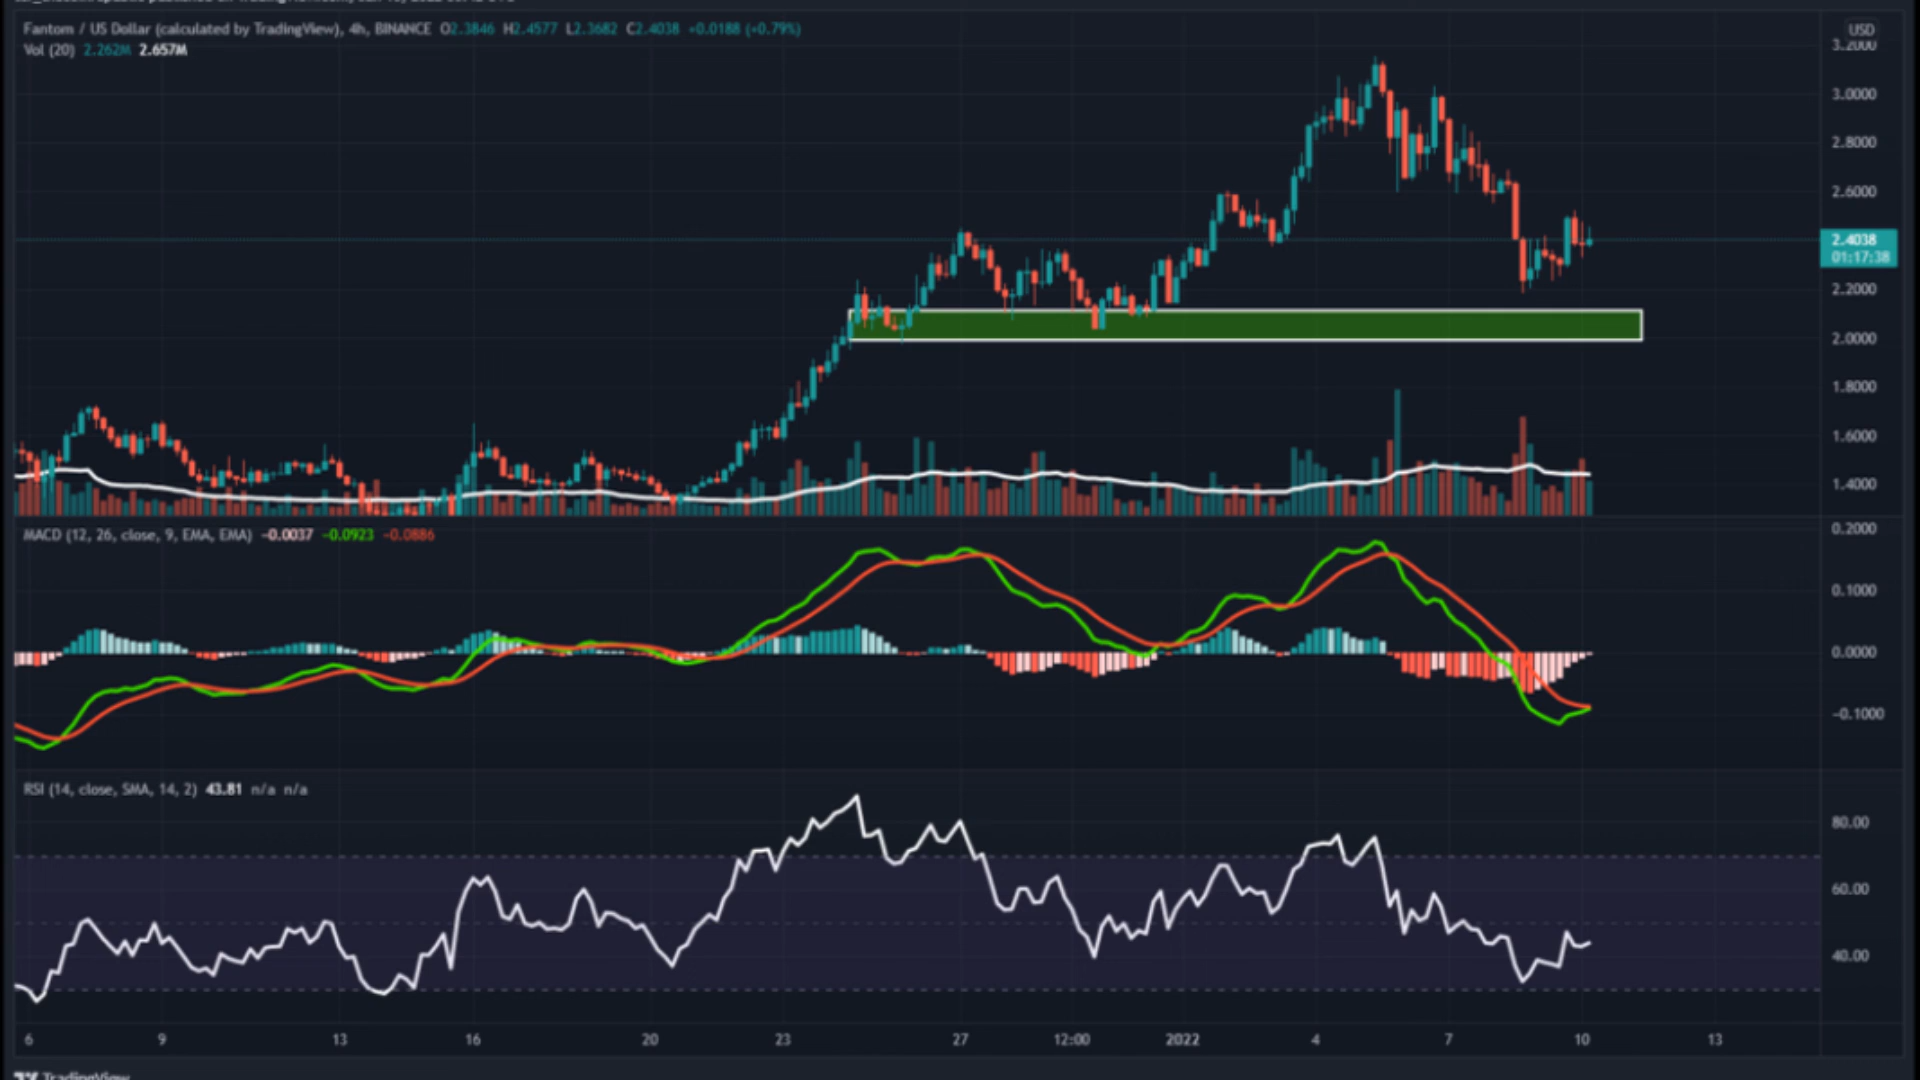 Fantom / US Dollar (calculated by TradingView), 4h, BINANCE O2.3846 H2.4577 L2.3682 C2.4038 +0.0188 (+0.79%)
Vol (20) 2.262M 2.657M
USD
3.2000
3.0000
2.8000
2.6000
2.4038
01:17:38
2.2000
2.0000
1.8000
1.6000
1.4000
MACD (12, 26, close, 9, EMA, EMA) -0.0037 -0.0923 -0.0886
0.2000
0.1000
0.0000
-0.1000
RSI (14, close, SMA, 14, 2) 43.81 n/a n/a
80.00
60.00
40.00
6 9 13 16 20 23 27 12:00 2022 4 7 10 13
TradingView